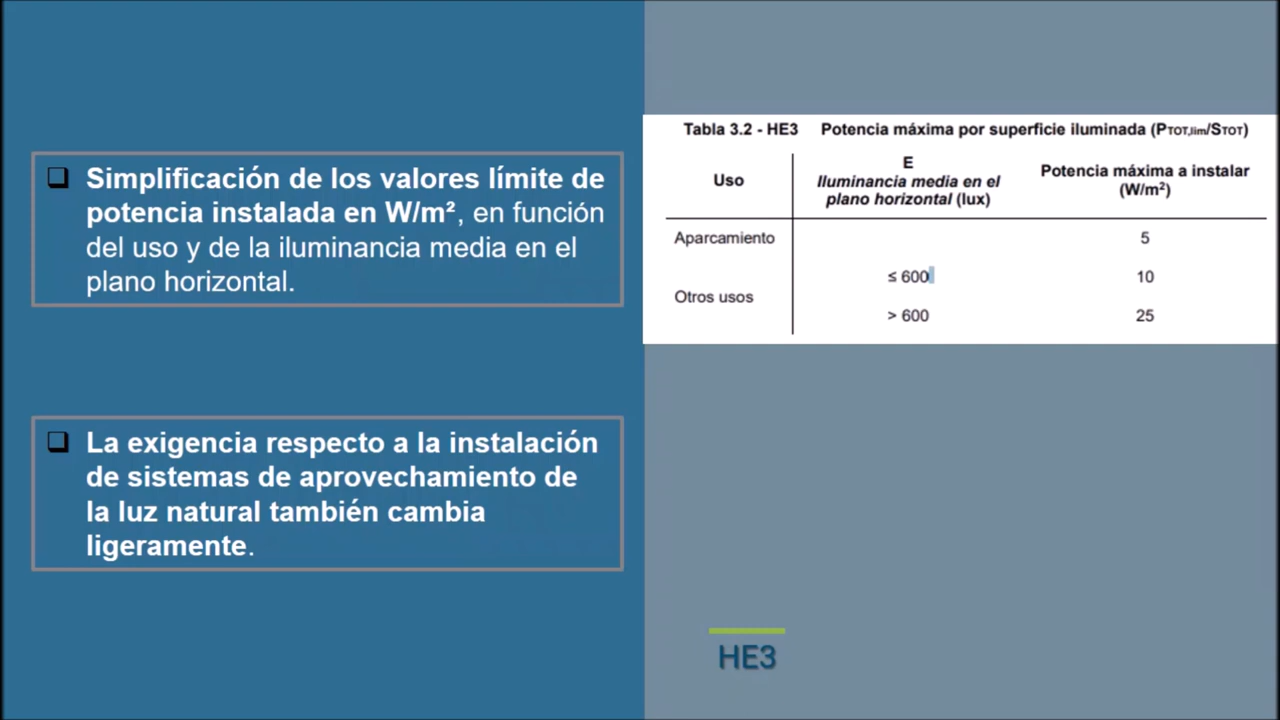 Simplificación de los valores límite de
potencia instalada en W/m², en función
del uso y de la iluminancia media en el
plano horizontal.
La exigencia respecto a la instalación
de sistemas de aprovechamiento de
la luz natural también cambia
ligeramente.
Tabla 3.2 - HE3 Potencia máxima por superficie iluminada (PTOT,lim/STOT)
Uso
E
Iluminancia media en el
plano horizontal (lux)
Potencia máxima a instalar
(W/m²)
Aparcamiento 5
Otros usos
≤ 600 10
> 600 25
HE3